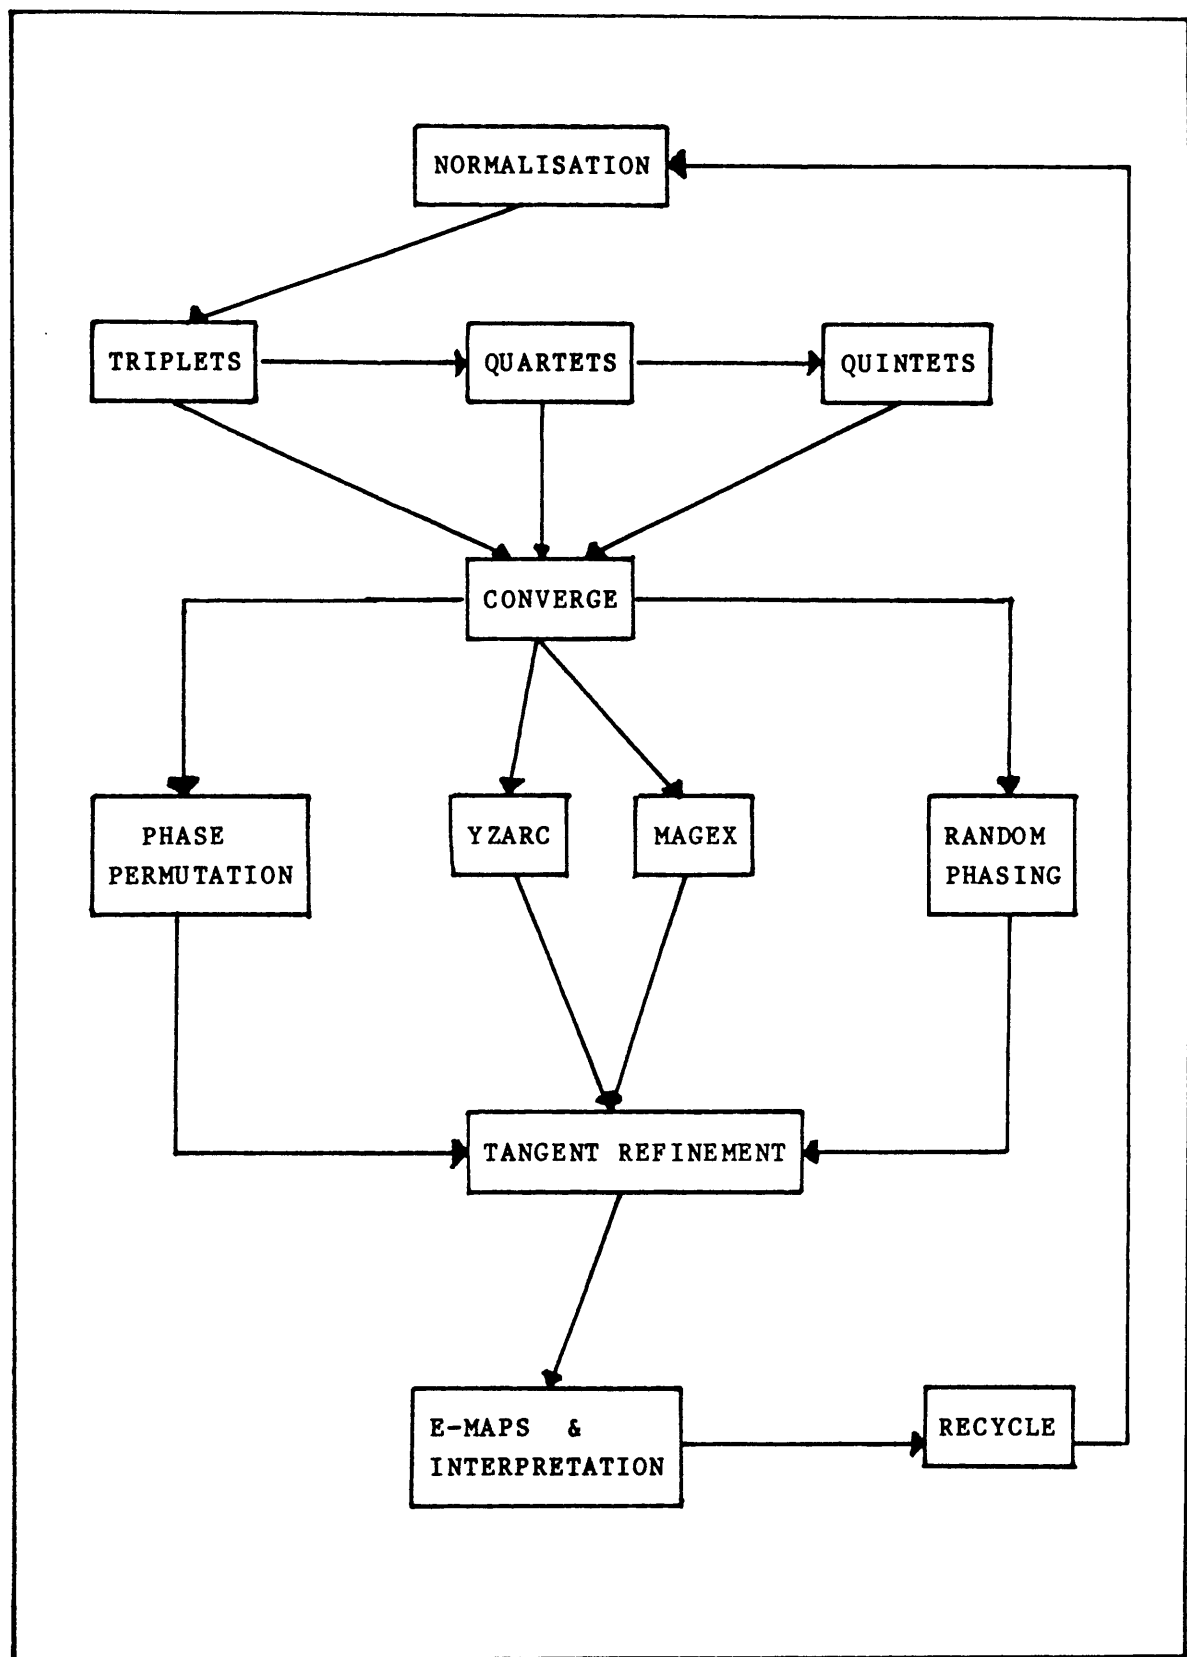 NORMALISATION
TRIPLETS
QUARTETS
QUINTETS
CONVERGE
PHASE
PERMUTATION
YZARC
MAGEX
RANDOM
PHASING
TANGENT REFINEMENT
E-MAPS &
INTERPRETATION
RECYCLE